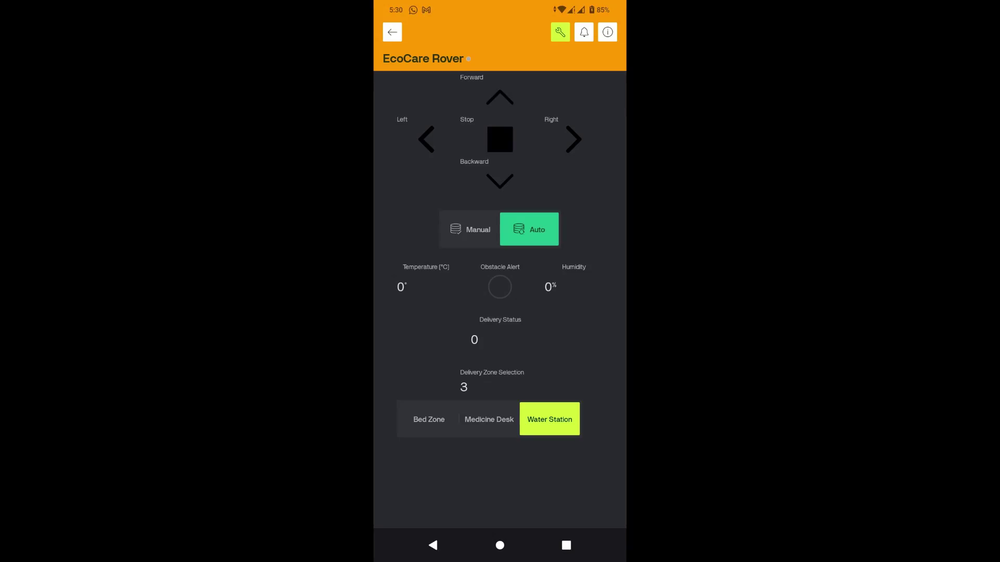 5:30 85%
EcoCare Rover
Forward
Left Stop Right
Backward
Manual Auto
Temperature (°C) Obstacle Alert Humidity
0° 0%
Delivery Status
0
Delivery Zone Selection
3
Bed Zone Medicine Desk Water Station